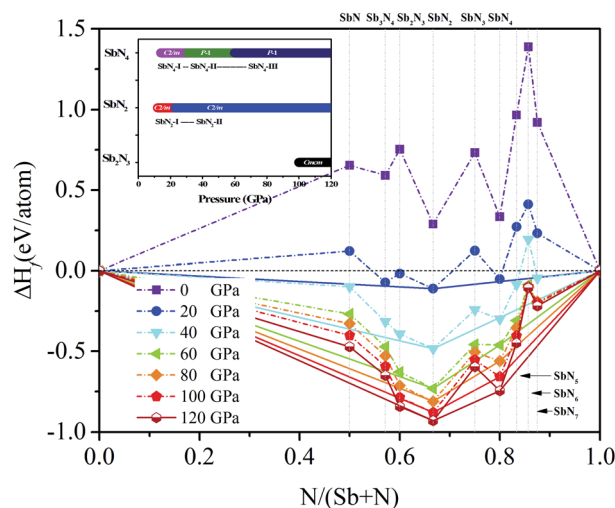 SbN Sb₃N₄ Sb₂N₃ SbN₂ SbN₃ SbN₄
1.5
1.0
0.5
0.0
-0.5
-1.0
ΔHf(eV/atom)
SbN₄
SbN₂
Sb₂N₃
C2/m P-1 P-1
SbN₂-I -- SbN₄-II ---------- SbN₄-III
C2/m C2/m
SbN₂-I ----- SbN₂-II
Cmcm
0 20 40 60 80 100 120
Pressure (GPa)
0 GPa
20 GPa
40 GPa
60 GPa
80 GPa
100 GPa
120 GPa
SbN₅
SbN₆
SbN₇
0.0 0.2 0.4 0.6 0.8 1.0
N/(Sb+N)